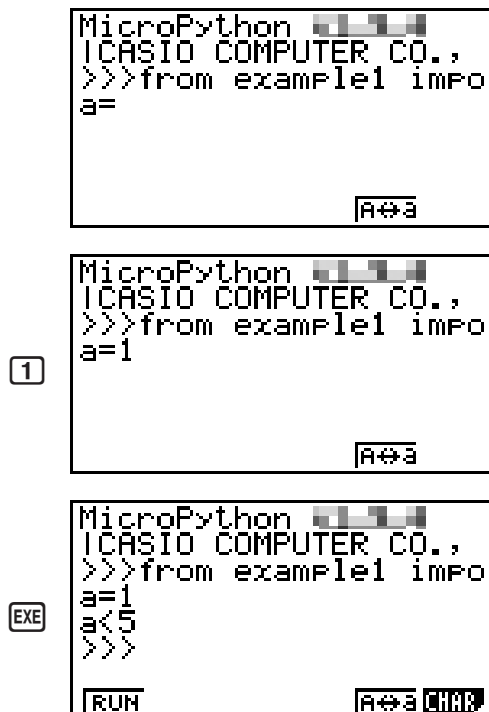 MicroPython
|CASIO COMPUTER CO.,
>>>from example1 impo
a=
A⇔a
1
MicroPython
|CASIO COMPUTER CO.,
>>>from example1 impo
a=1
A⇔a
EXE
MicroPython
|CASIO COMPUTER CO.,
>>>from example1 impo
a=1
a<5
>>>
RUN A⇔a CHAR